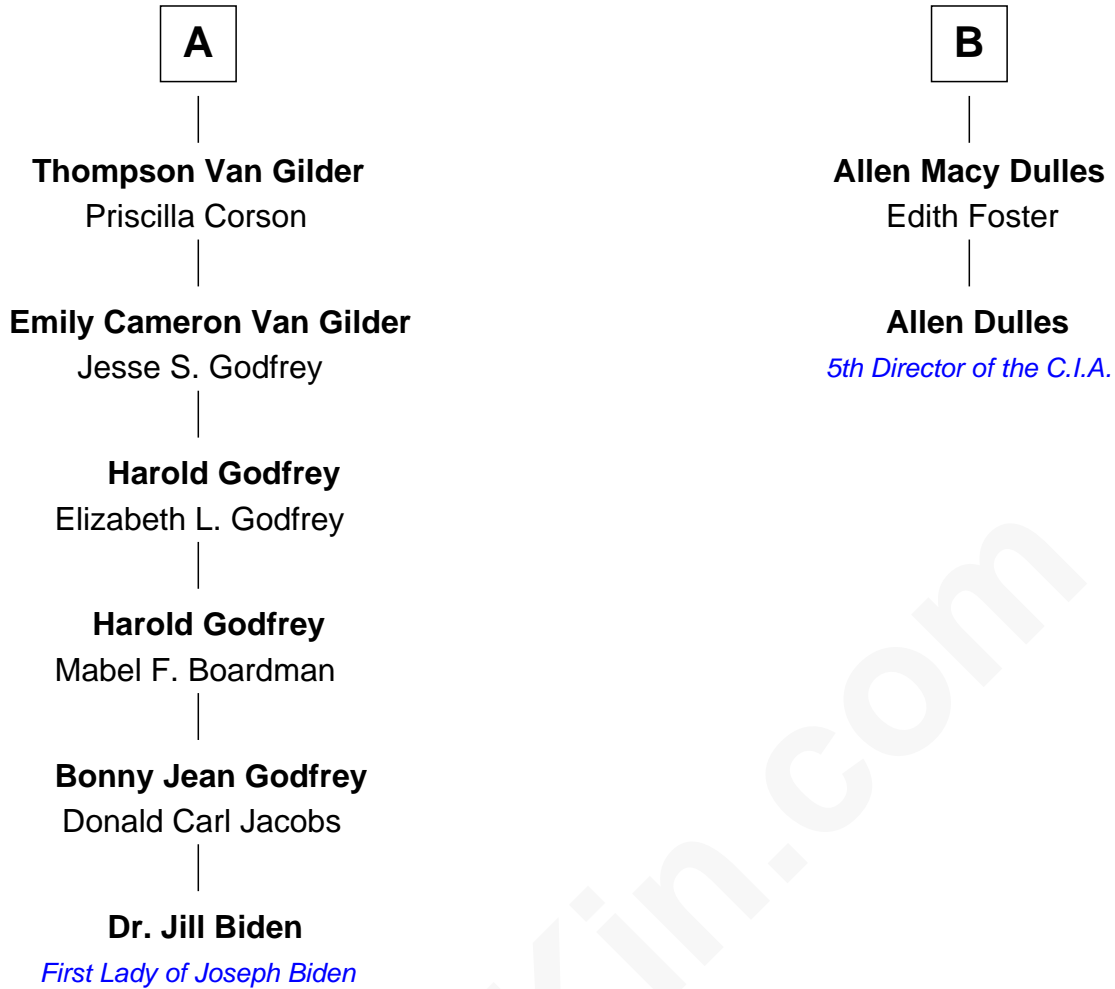 A
Thompson Van Gilder
Priscilla Corson
Emily Cameron Van Gilder
Jesse S. Godfrey
Harold Godfrey
Elizabeth L. Godfrey
Harold Godfrey
Mabel F. Boardman
Bonny Jean Godfrey
Donald Carl Jacobs
Dr. Jill Biden
First Lady of Joseph Biden
B
Allen Macy Dulles
Edith Foster
Allen Dulles
5th Director of the C.I.A.